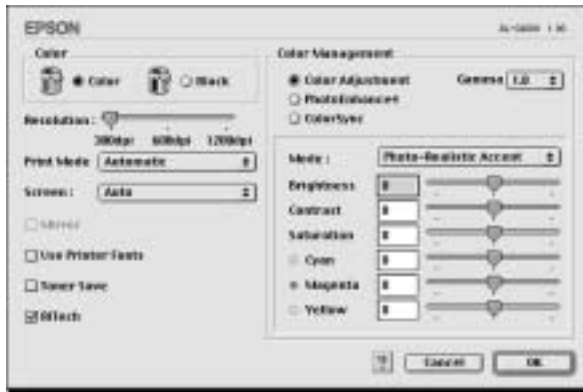 EPSON
Color
Color
Black
Resolution :
300dpi 600dpi 1200dpi
Print Mode Automatic
Screen : Auto
Mirror
Use Printer Fonts
Toner Save
RITech
Color Management
Color Adjustment
PhotoEnhance4
ColorSync
Gamma 1.8
Mode : Photo-Realistic Accent
Brightness 0
Contrast 0
Saturation 0
Cyan 0
Magenta 0
Yellow 0
Cancel
OK